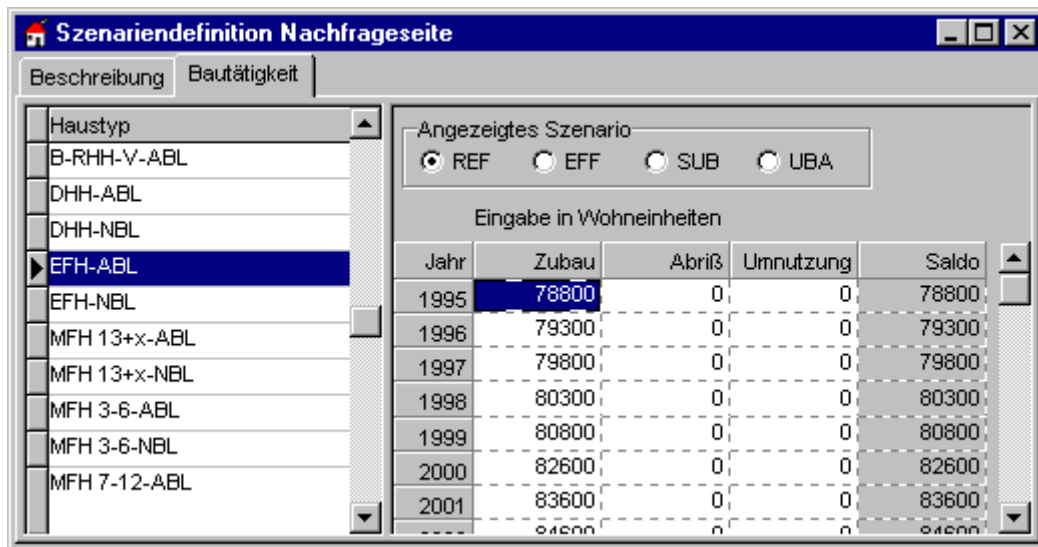 Szenariendefinition Nachfrageseite
Beschreibung Bautätigkeit
Haustyp
B-RHH-V-ABL
DHH-ABL
DHH-NBL
EFH-ABL
EFH-NBL
MFH 13+x-ABL
MFH 13+x-NBL
MFH 3-6-ABL
MFH 3-6-NBL
MFH 7-12-ABL
Angezeigtes Szenario
REF EFF SUB UBA
Eingabe in Wohneinheiten
Jahr Zubau Abriß Umnutzung Saldo
1995 78800 0 0 78800
1996 79300 0 0 79300
1997 79800 0 0 79800
1998 80300 0 0 80300
1999 80800 0 0 80800
2000 82600 0 0 82600
2001 83600 0 0 83600